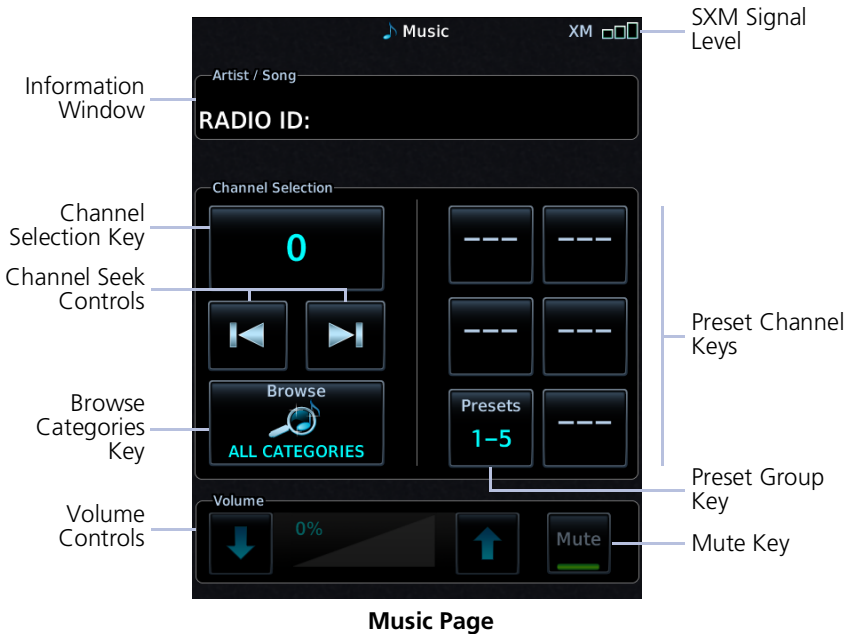 Music
XM
SXM Signal
Level
Artist / Song
Information
Window
RADIO ID:
Channel Selection
Channel
Selection Key
0
--- ---
Channel Seek
Controls
--- ---
Preset Channel
Keys
Browse
ALL CATEGORIES
Browse
Categories
Key
Presets
1–5
---
Preset Group
Key
Volume
Volume
Controls
0%
Mute
Mute Key
Music Page